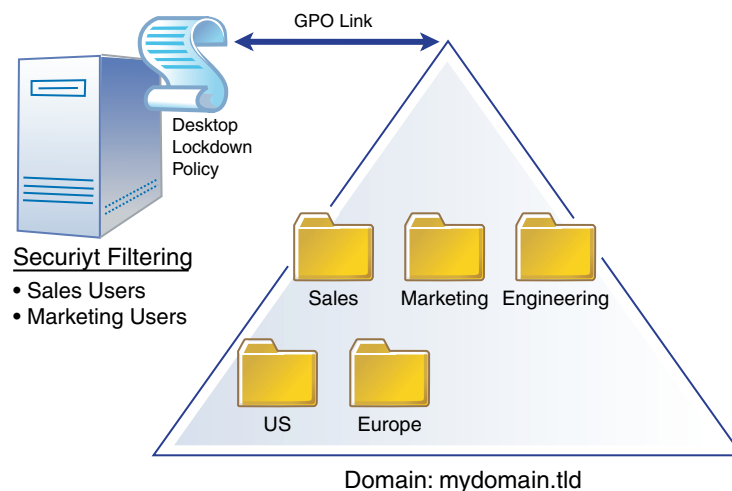 GPO Link
Desktop
Lockdown
Policy
Securiyt Filtering
• Sales Users
• Marketing Users
Sales
Marketing
Engineering
US
Europe
Domain: mydomain.tld